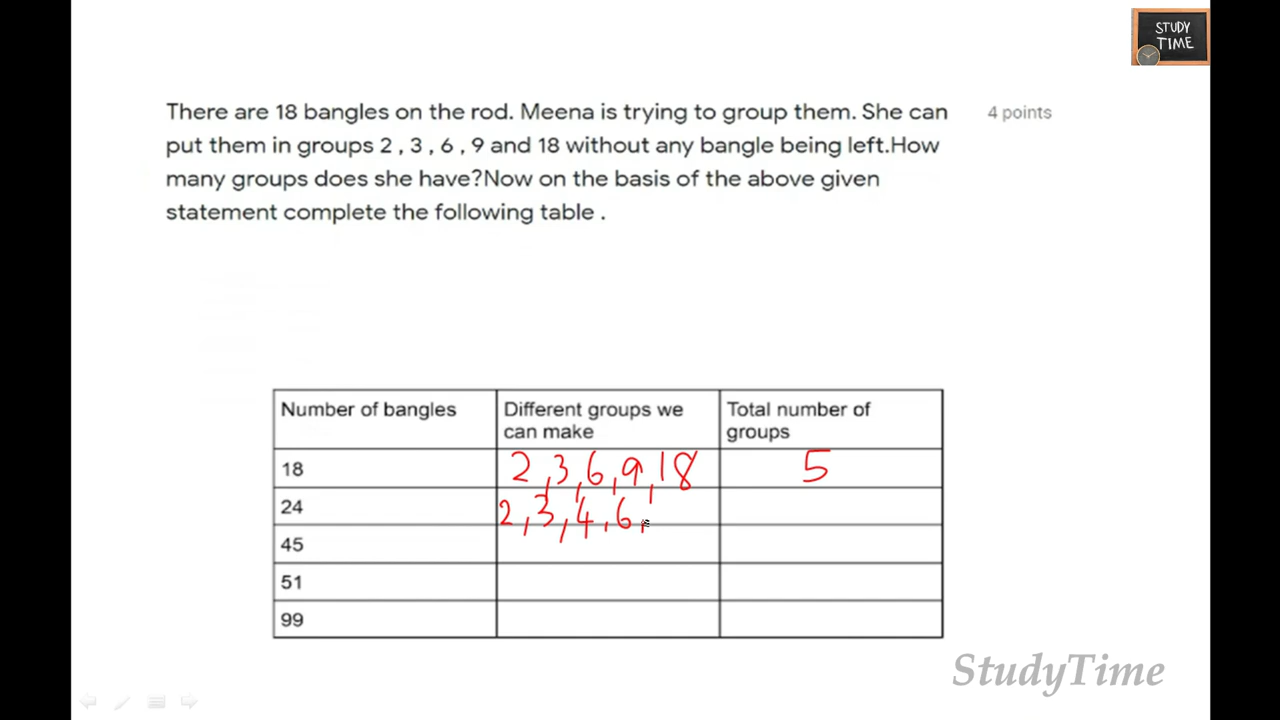 STUDY
TIME
There are 18 bangles on the rod. Meena is trying to group them. She can 4 points
put them in groups 2 , 3 , 6 , 9 and 18 without any bangle being left.How
many groups does she have?Now on the basis of the above given
statement complete the following table .
Number of bangles Different groups we can make Total number of groups
18 2,3,6,9,18 5
24 2,3,4,6,
45
51
99
StudyTime